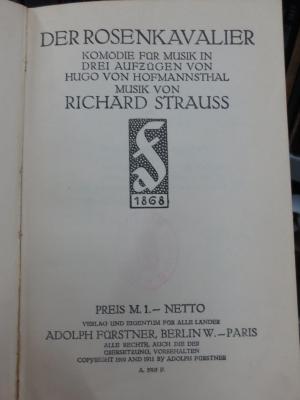 DER ROSENKAVALIER
KOMÖDIE FÜR MUSIK IN
DREI AUFZÜGEN VON
HUGO VON HOFMANNSTHAL
MUSIK VON
RICHARD STRAUSS
1868
PREIS M. 1.— NETTO
VERLAG UND EIGENTUM FÜR ALLE LÄNDER
ADOLPH FÜRSTNER, BERLIN W. — PARIS
ALLE RECHTE, AUCH DIE DER
ÜBERSETZUNG, VORBEHALTEN
COPYRIGHT 1910 AND 1911 BY ADOLPH FÜRSTNER